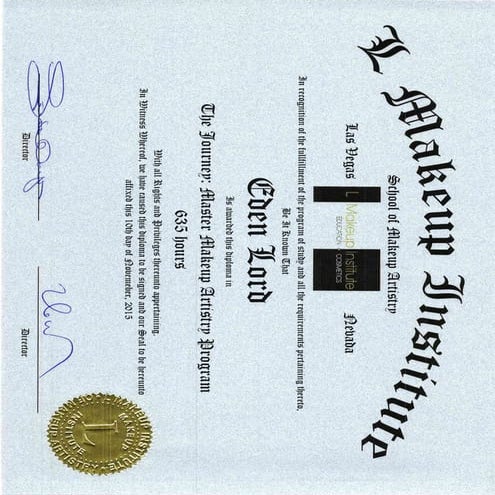 L Makeup Institute
School of Makeup Artistry
Las Vegas
L Makeup Institute
EDUCATION
COSMETICS
Nevada
In recognition of the fulfillment of the program of study and all the requirements pertaining thereto,
Be It Known That
Eden Lord
Is awarded this diploma in
The Journey: Master Makeup Artistry Program
635 hours
With all Rights and Privileges thereunto appertaining.
In Witness Whereof, we have caused this diploma to be signed and our Seal to be hereunto
affixed this 10th day of November, 2015
Director
Director
L